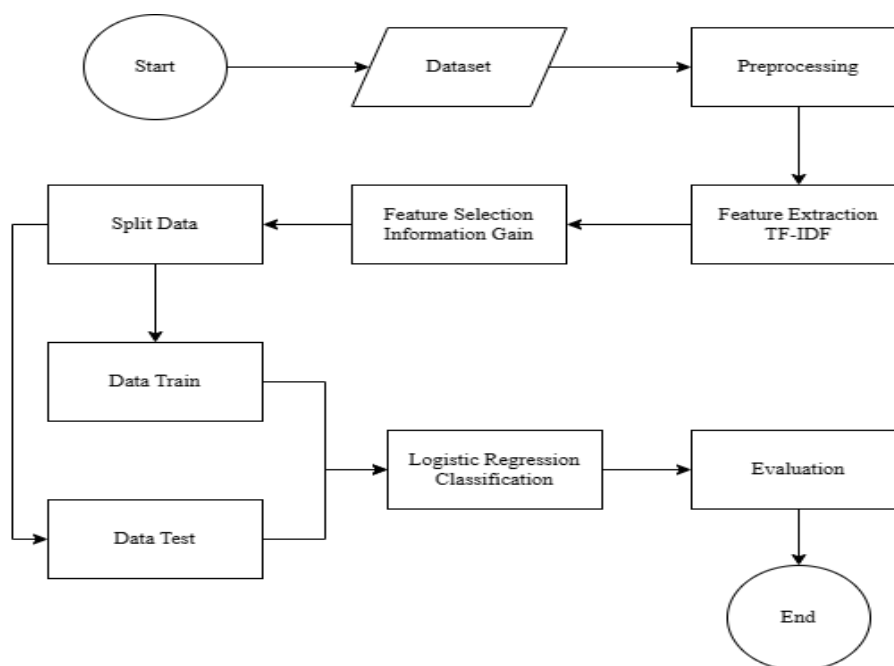 Start
Dataset
Preprocessing
Feature Extraction
TF-IDF
Feature Selection
Information Gain
Split Data
Data Train
Data Test
Logistic Regression
Classification
Evaluation
End